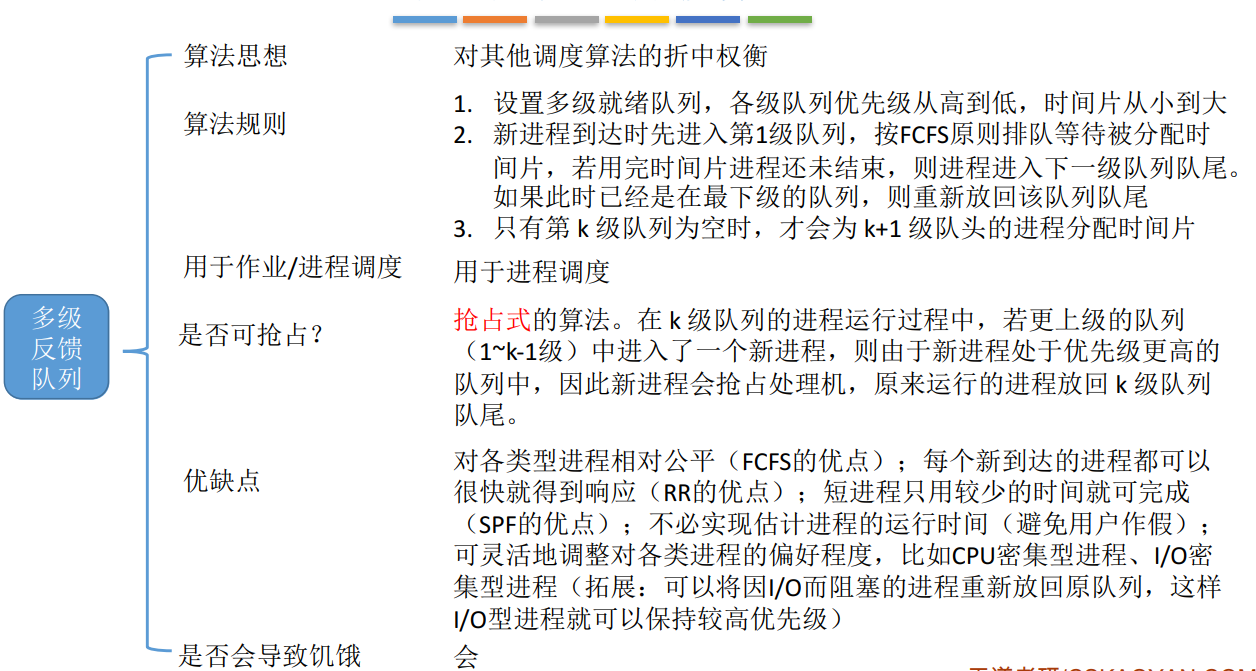 算法思想
对其他调度算法的折中权衡
算法规则
1. 设置多级就绪队列，各级队列优先级从高到低，时间片从小到大
2. 新进程到达时先进入第1级队列，按FCFS原则排队等待被分配时
间片，若用完时间片进程还未结束，则进程进入下一级队列队尾。
如果此时已经是在最下级的队列，则重新放回该队列队尾
3. 只有第 k 级队列为空时，才会为 k+1 级队头的进程分配时间片
用于作业/进程调度
用于进程调度
多级
反馈
队列
是否可抢占？
抢占式的算法。在 k 级队列的进程运行过程中，若更上级的队列
（1~k-1级）中进入了一个新进程，则由于新进程处于优先级更高的
队列中，因此新进程会抢占处理机，原来运行的进程放回 k 级队列
队尾。
优缺点
对各类型进程相对公平（FCFS的优点）；每个新到达的进程都可以
很快就得到响应（RR的优点）；短进程只用较少的时间就可完成
（SPF的优点）；不必实现估计进程的运行时间（避免用户作假）；
可灵活地调整对各类进程的偏好程度，比如CPU密集型进程、I/O密
集型进程（拓展：可以将因I/O而阻塞的进程重新放回原队列，这样
I/O型进程就可以保持较高优先级）
是否会导致饥饿
会